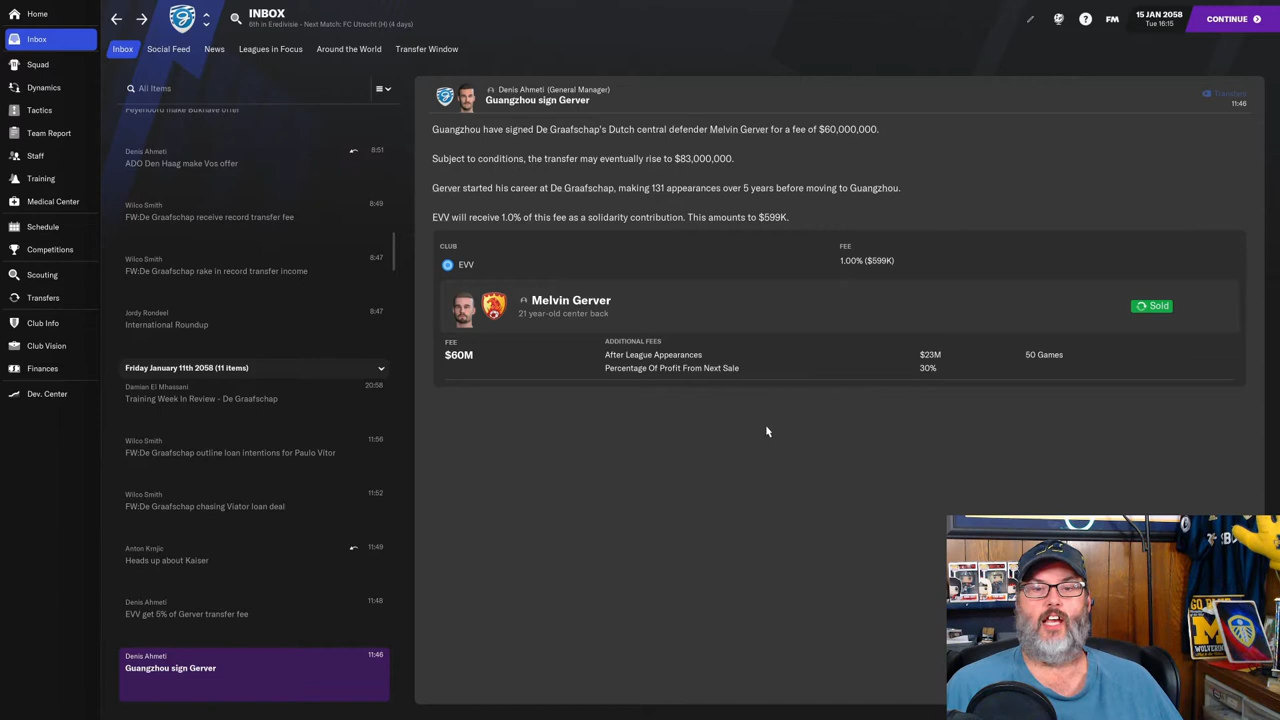 Home
Inbox
Squad
Dynamics
Tactics
Team Report
Staff
Training
Medical Center
Schedule
Competitions
Scouting
Transfers
Club Info
Club Vision
Finances
Dev. Center
INBOX
6th in Eredivisie - Next Match: FC Utrecht (H) (4 days)
FM
15 JAN 2058
Tue 16:15
CONTINUE
Inbox
Social Feed
News
Leagues in Focus
Around the World
Transfer Window
All Items
Feyenoord make Bukhave offer
Denis Ahmeti
8:51
ADO Den Haag make Vos offer
Wilco Smith
8:49
FW:De Graafschap receive record transfer fee
Wilco Smith
8:47
FW:De Graafschap rake in record transfer income
Jordy Rondeel
8:47
International Roundup
Friday January 11th 2058 (11 items)
Damian El Mhassani
20:58
Training Week In Review - De Graafschap
Wilco Smith
11:56
FW:De Graafschap outline loan intentions for Paulo Vítor
Wilco Smith
11:52
FW:De Graafschap chasing Viator loan deal
Anton Krnjic
11:49
Heads up about Kaiser
Denis Ahmeti
11:48
EVV get 5% of Gerver transfer fee
Denis Ahmeti
11:46
Guangzhou sign Gerver
Denis Ahmeti (General Manager)
Guangzhou sign Gerver
Transfers
11:46
Guangzhou have signed De Graafschap's Dutch central defender Melvin Gerver for a fee of $60,000,000.
Subject to conditions, the transfer may eventually rise to $83,000,000.
Gerver started his career at De Graafschap, making 131 appearances over 5 years before moving to Guangzhou.
EVV will receive 1.0% of this fee as a solidarity contribution. This amounts to $599K.
CLUB
FEE
EVV
1.00% ($599K)
Melvin Gerver
21 year-old center back
Sold
FEE
$60M
ADDITIONAL FEES
After League Appearances
$23M
50 Games
Percentage Of Profit From Next Sale
30%
GO BLUE
M
WOLVERINES